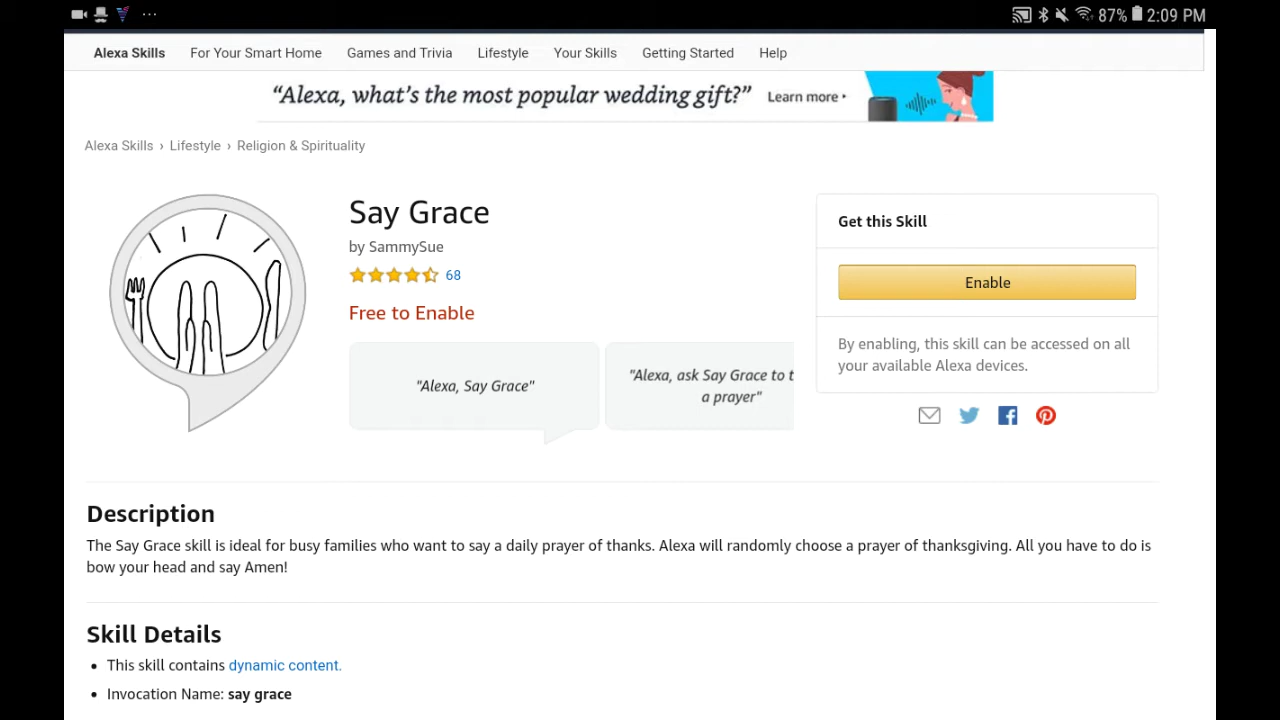 87% 2:09 PM
Alexa Skills For Your Smart Home Games and Trivia Lifestyle Your Skills Getting Started Help
“Alexa, what’s the most popular wedding gift?” Learn more
Alexa Skills › Lifestyle › Religion & Spirituality
Say Grace
by SammySue
68
Free to Enable
"Alexa, Say Grace"
"Alexa, ask Say Grace to t
a prayer"
Get this Skill
Enable
By enabling, this skill can be accessed on all
your available Alexa devices.
Description
The Say Grace skill is ideal for busy families who want to say a daily prayer of thanks. Alexa will randomly choose a prayer of thanksgiving. All you have to do is
bow your head and say Amen!
Skill Details
• This skill contains dynamic content.
• Invocation Name: say grace